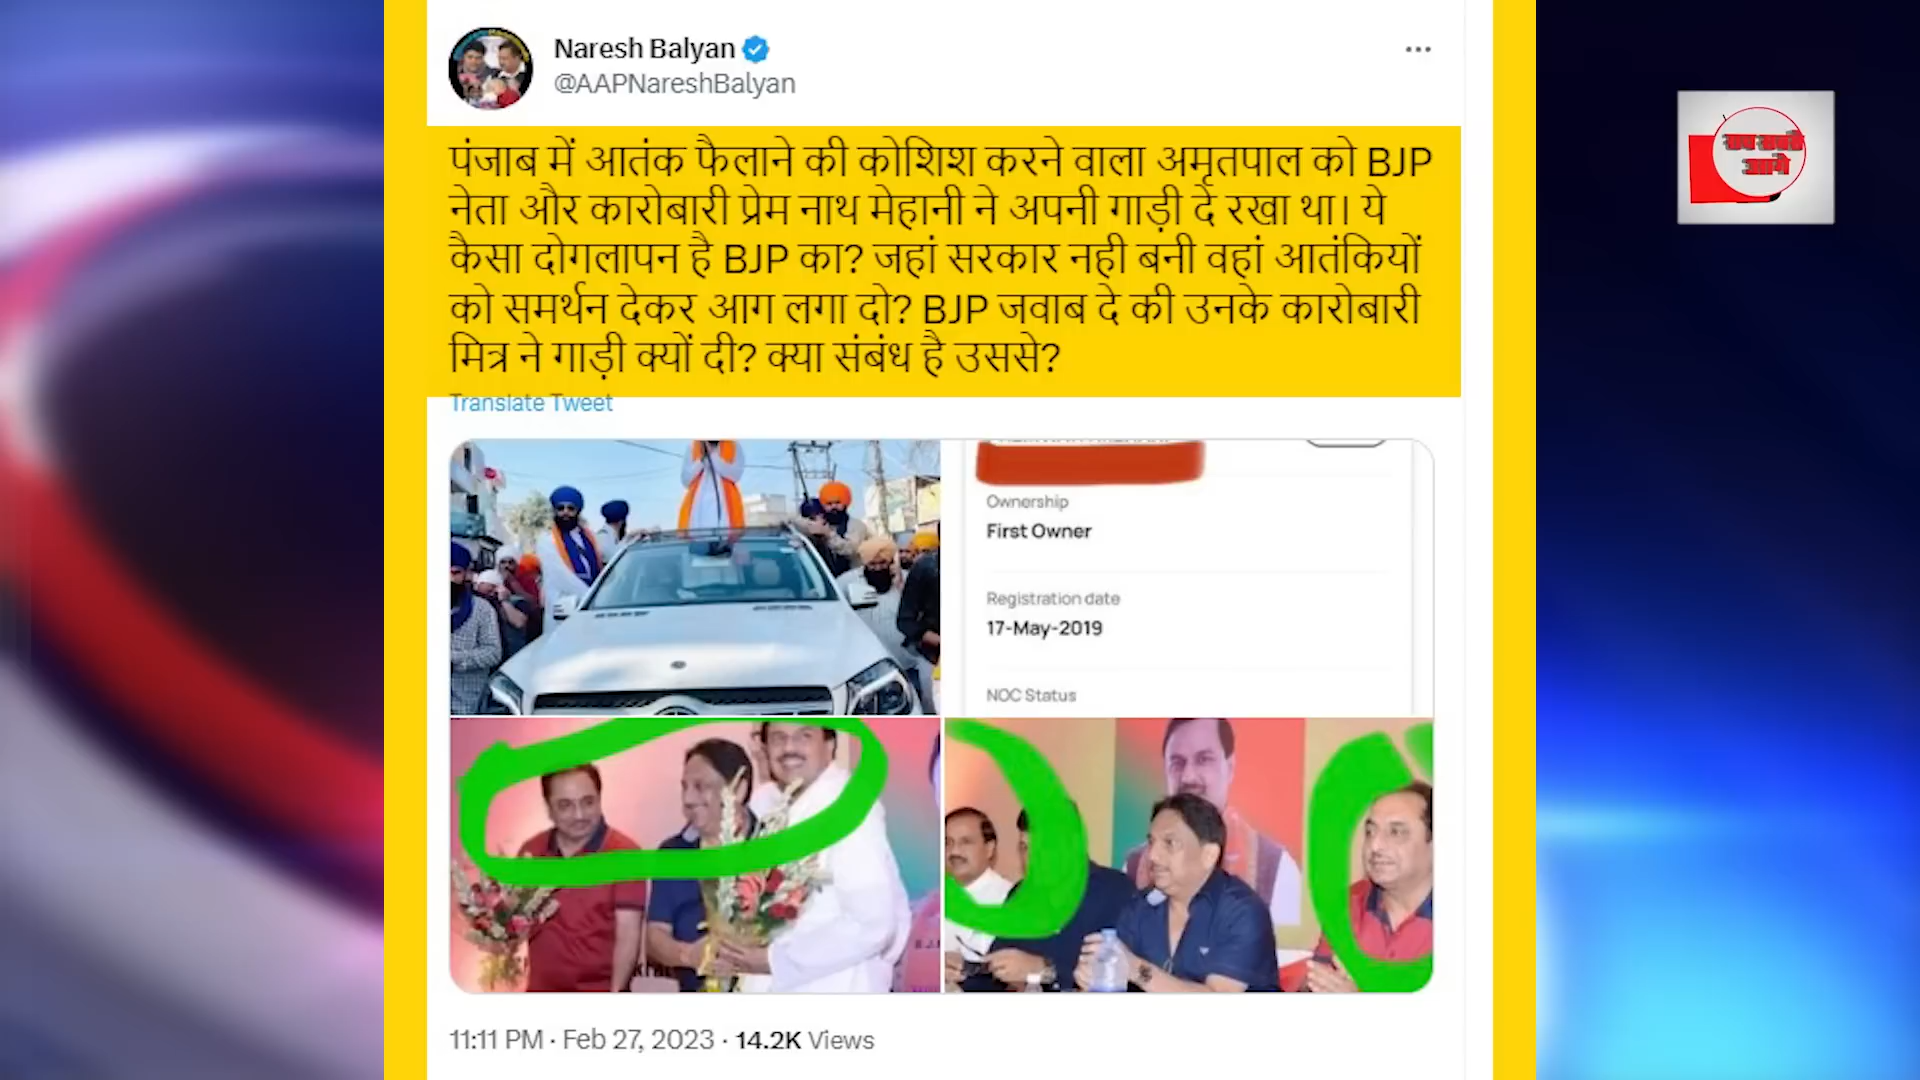 Naresh Balyan
@AAPNareshBalyan
पंजाब में आतंक फैलाने की कोशिश करने वाला अमृतपाल को BJP
नेता और कारोबारी प्रेम नाथ मेहानी ने अपनी गाड़ी दे रखा था। ये
कैसा दोगलापन है BJP का? जहां सरकार नही बनी वहां आतंकियों
को समर्थन देकर आग लगा दो? BJP जवाब दे की उनके कारोबारी
मित्र ने गाड़ी क्यों दी? क्या संबंध है उससे?
Translate Tweet
Ownership
First Owner
Registration date
17-May-2019
NOC Status
11:11 PM · Feb 27, 2023 · 14.2K Views